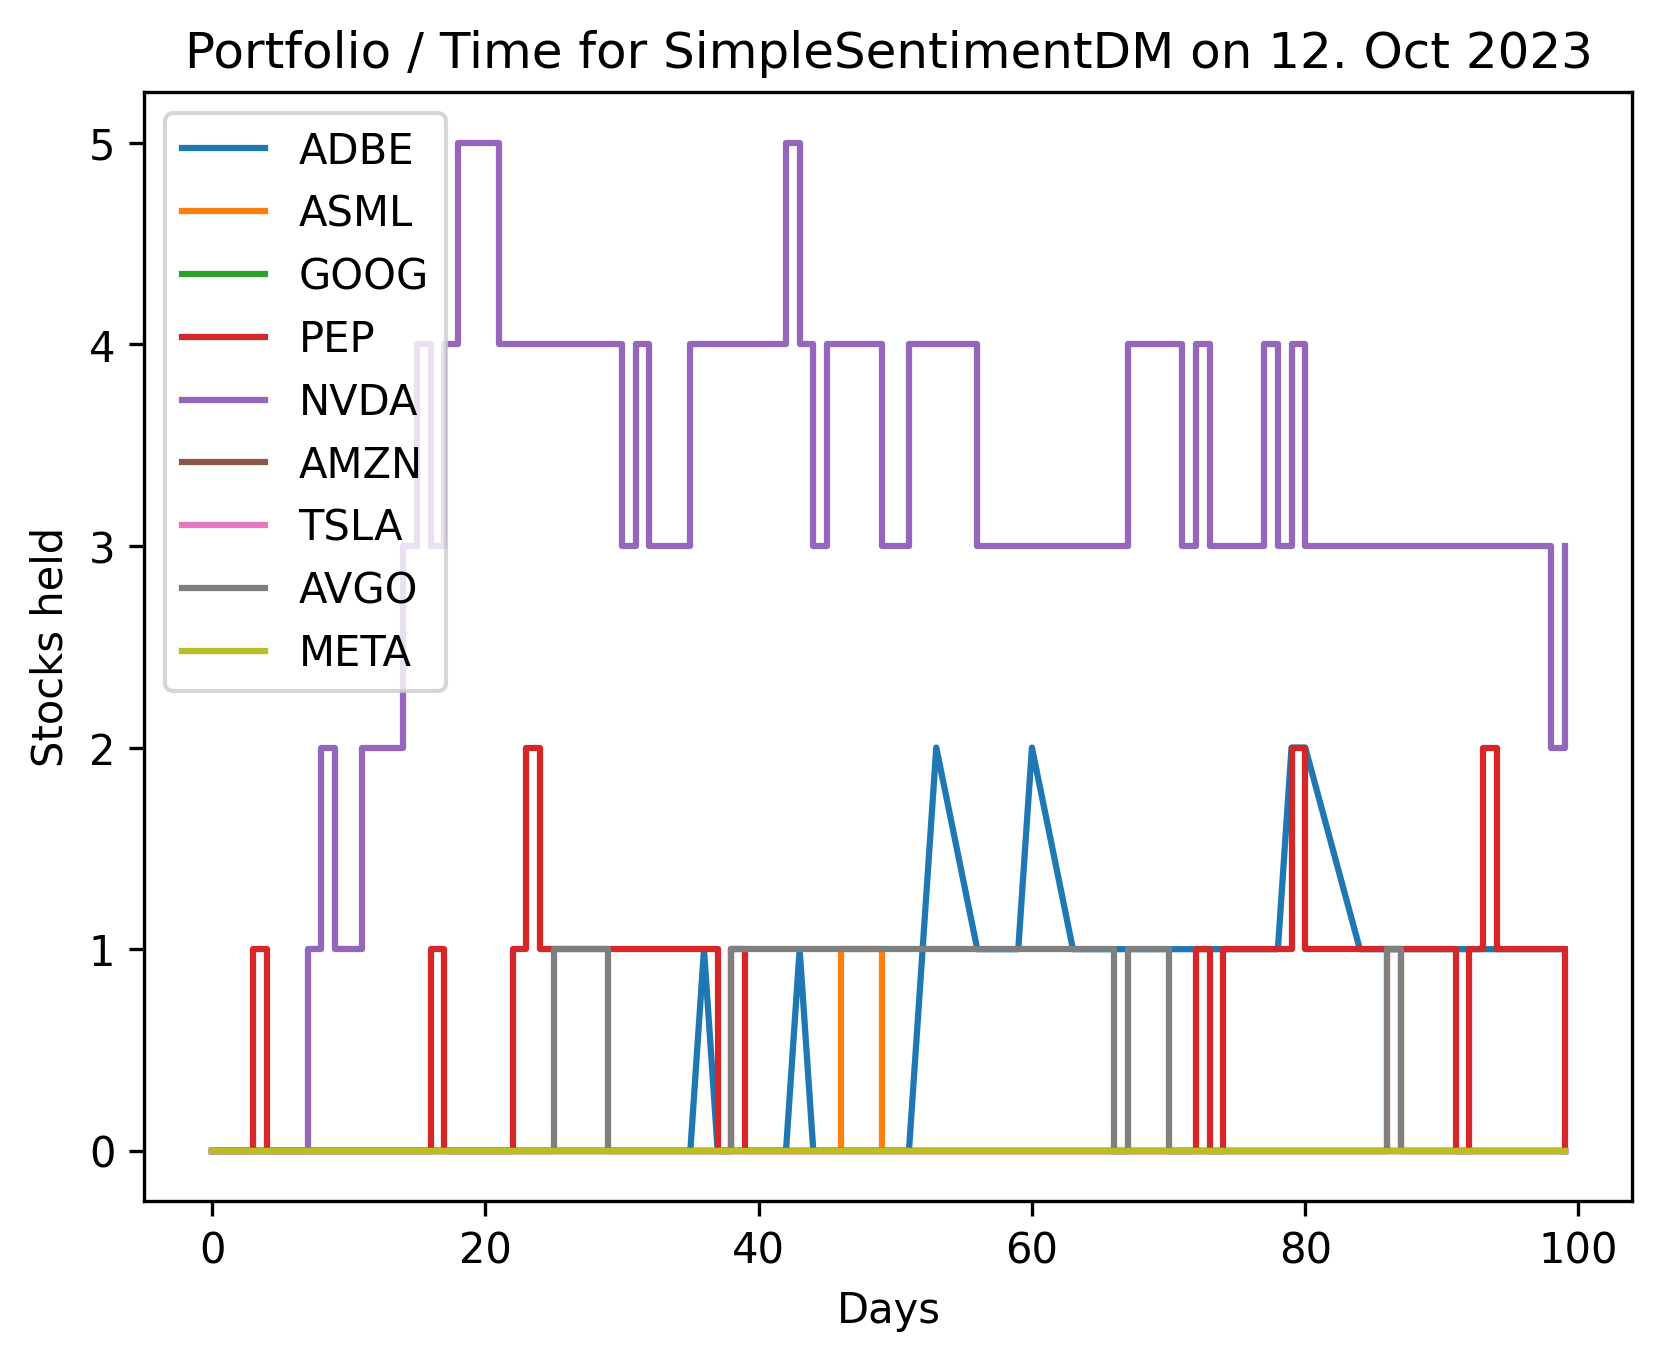 Portfolio / Time for SimpleSentimentDM on 12. Oct 2023
5
4
3
2
1
0
Stocks held
ADBE
ASML
GOOG
PEP
NVDA
AMZN
TSLA
AVGO
META
0 20 40 60 80 100
Days